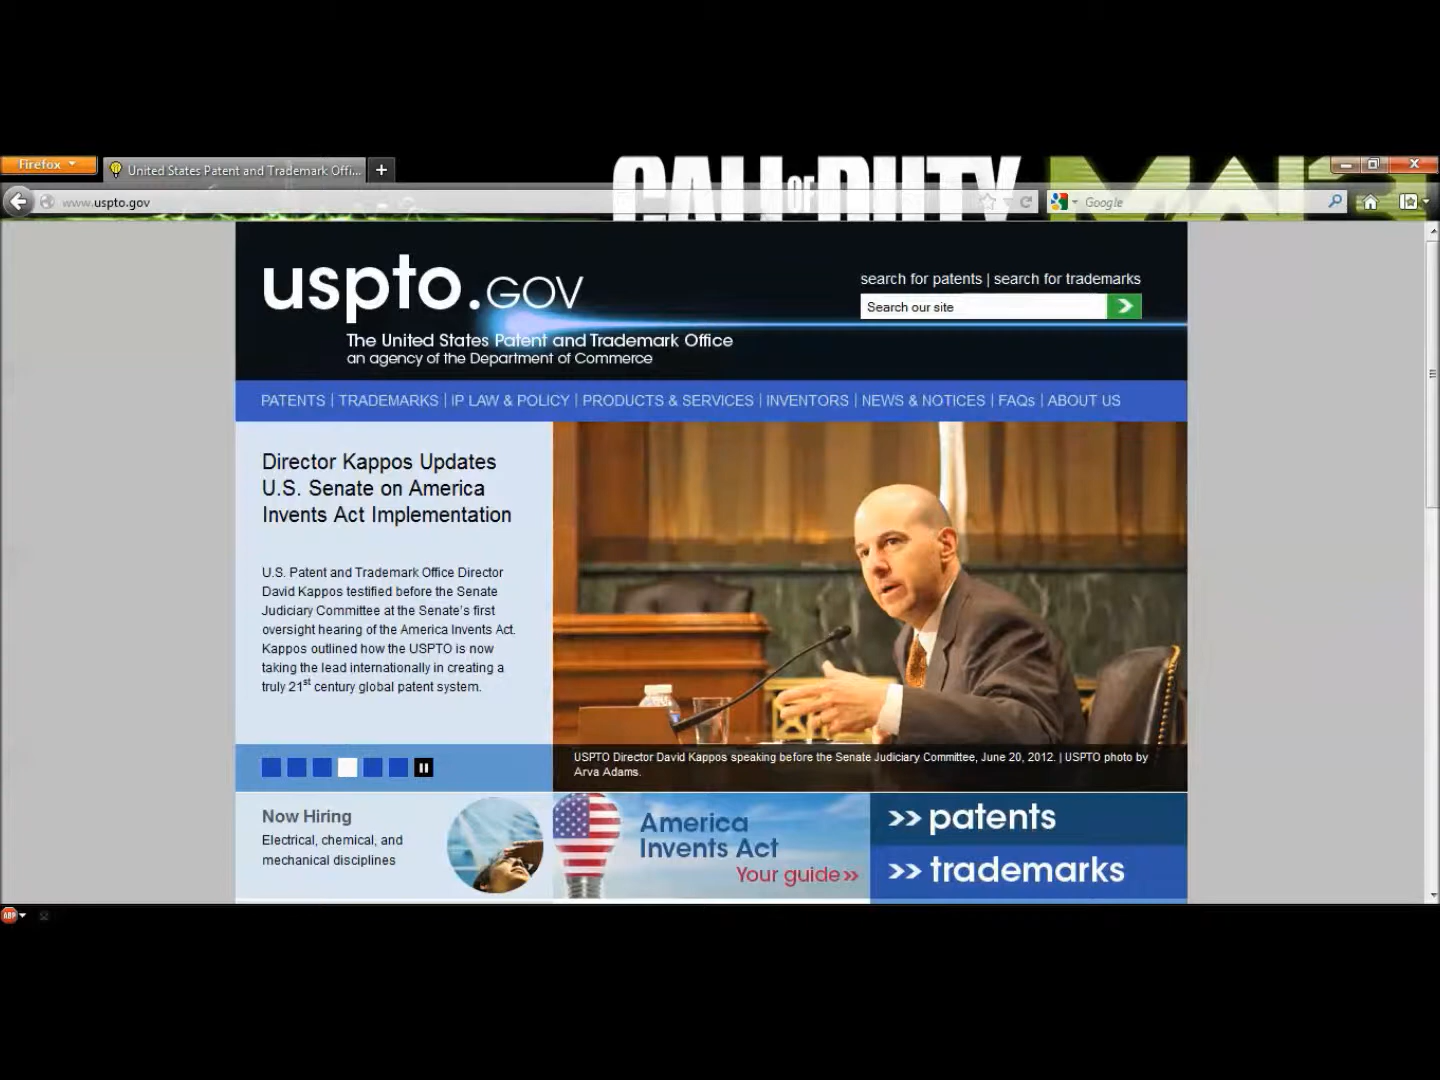 CALL OF DUTY MW3
Firefox
United States Patent and Trademark Offi...
www.uspto.gov
Google
uspto.GOV
The United States Patent and Trademark Office
an agency of the Department of Commerce
search for patents | search for trademarks
Search our site
PATENTS | TRADEMARKS | IP LAW & POLICY | PRODUCTS & SERVICES | INVENTORS | NEWS & NOTICES | FAQs | ABOUT US
Director Kappos Updates
U.S. Senate on America
Invents Act Implementation
U.S. Patent and Trademark Office Director
David Kappos testified before the Senate
Judiciary Committee at the Senate's first
oversight hearing of the America Invents Act.
Kappos outlined how the USPTO is now
taking the lead internationally in creating a
truly 21st century global patent system.
USPTO Director David Kappos speaking before the Senate Judiciary Committee, June 20, 2012. | USPTO photo by
Arva Adams.
Now Hiring
Electrical, chemical, and
mechanical disciplines
America
Invents Act
Your guide »
>> patents
>> trademarks
ABP